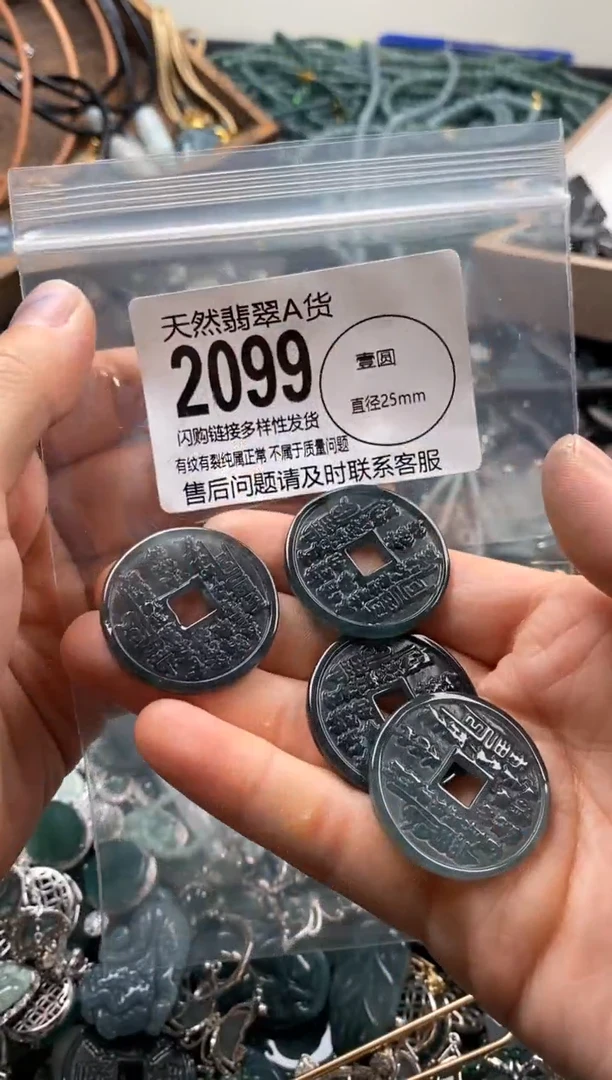 天然翡翠A货
2099
壹圆
直径25mm
闪购链接多样性发货
有纹有裂纯属正常 不属于质量问题
售后问题请及时联系客服